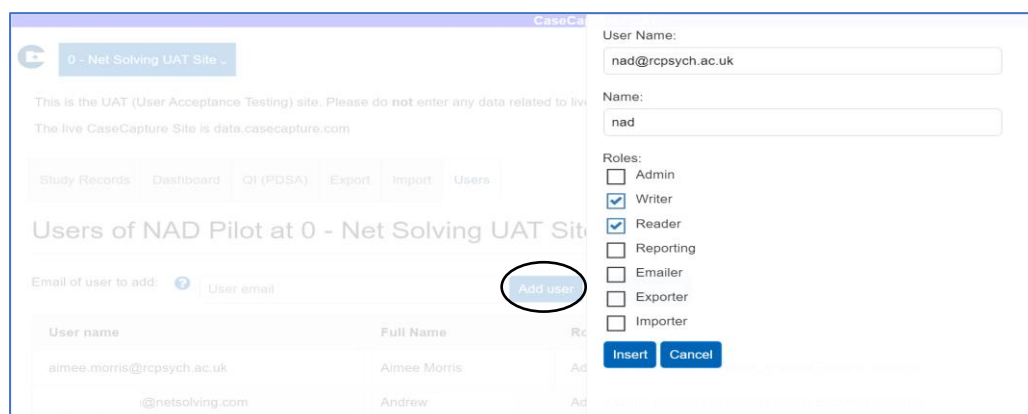 CaseCa
0 - Net Solving UAT Site
This is the UAT (User Acceptance Testing) site. Please do not enter any data related to liv
The live CaseCapture Site is data.casecapture.com
Study Records Dashboard QI (PDSA) Export Import Users
Users of NAD Pilot at 0 - Net Solving UAT Site
Email of user to add: ? User email Add user
User name Full Name Ro
aimee.morris@rcpsych.ac.uk Aimee Morris Ad
@netsolving.com Andrew Ad
User Name:
nad@rcpsych.ac.uk
Name:
nad
Roles:
Admin
Writer
Reader
Reporting
Emailer
Exporter
Importer
Insert Cancel